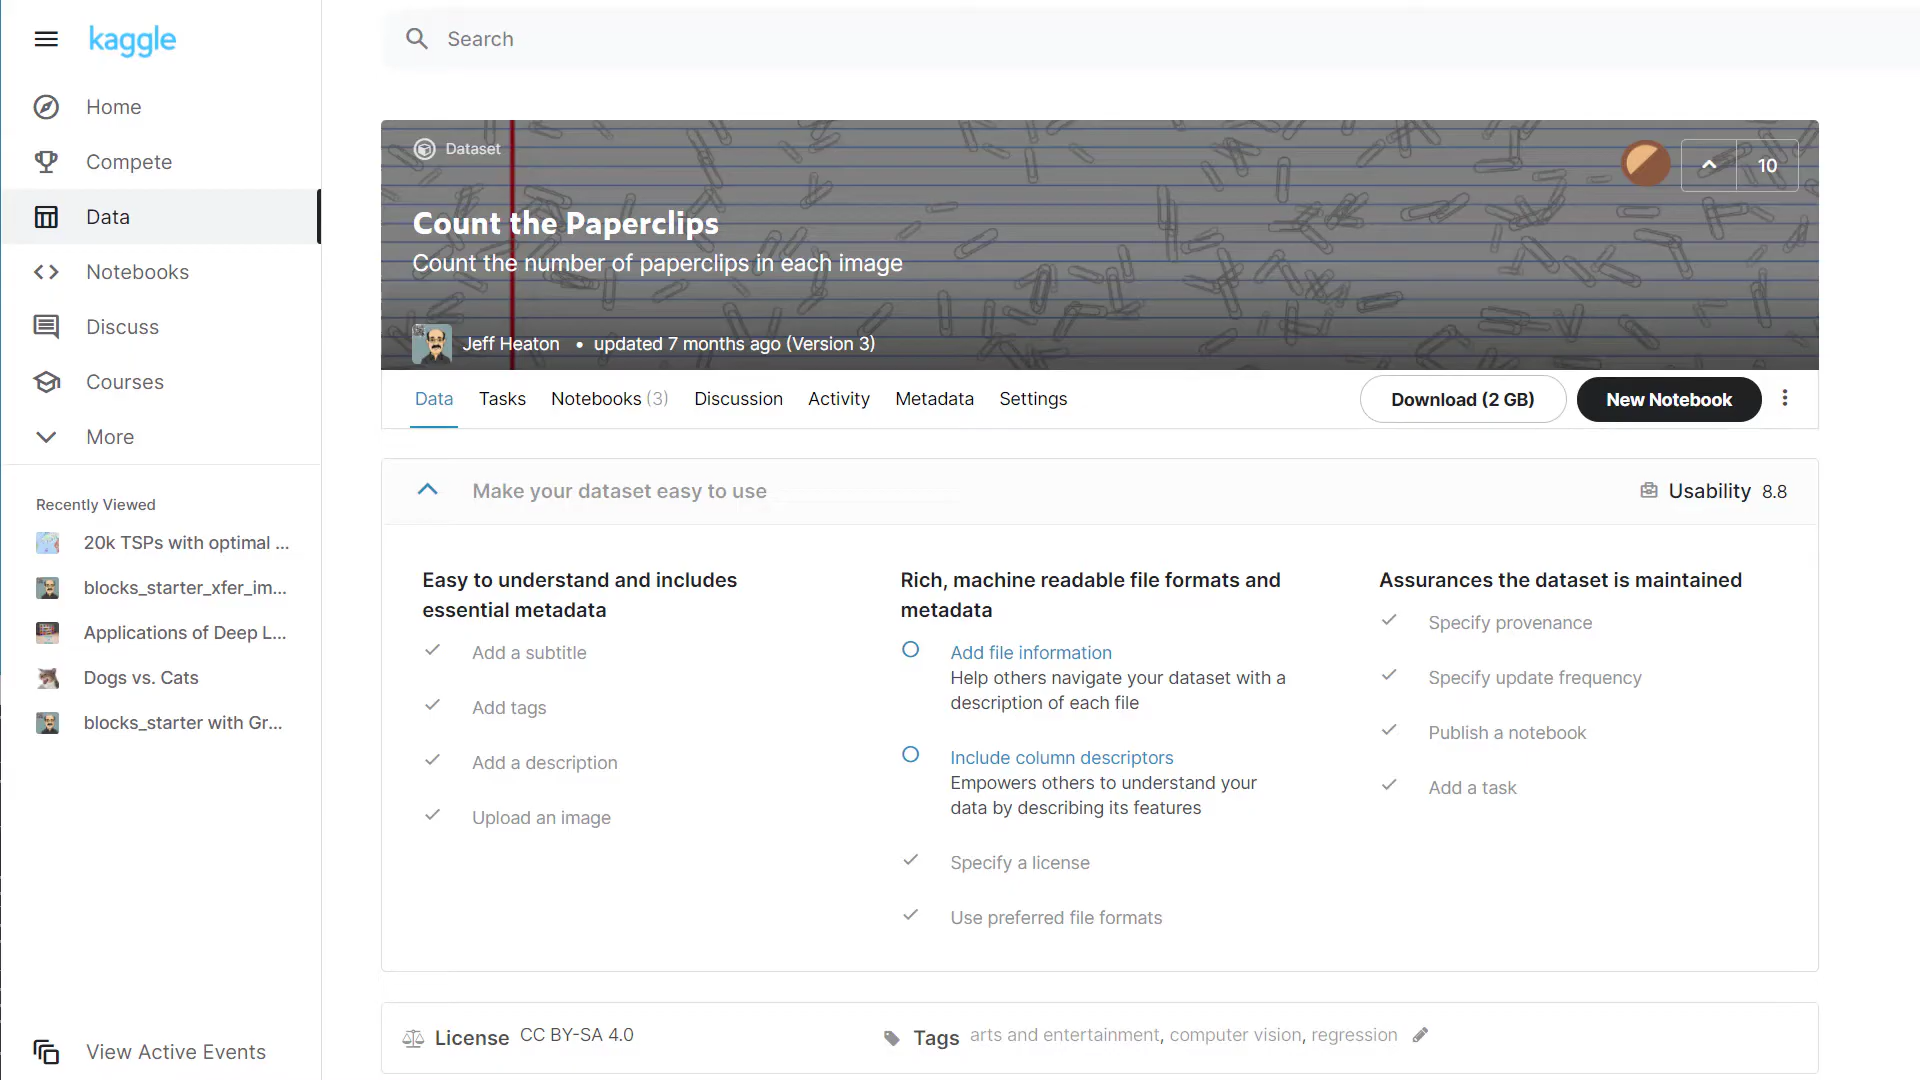 kaggle
Search
Home
Compete
Data
Notebooks
Discuss
Courses
More
Recently Viewed
20k TSPs with optimal ...
blocks_starter_xfer_im...
Applications of Deep L...
Dogs vs. Cats
blocks_starter with Gr...
View Active Events
Dataset
10
Count the Paperclips
Count the number of paperclips in each image
Jeff Heaton • updated 7 months ago (Version 3)
Data Tasks Notebooks (3) Discussion Activity Metadata Settings Download (2 GB) New Notebook
Make your dataset easy to use
Usability 8.8
Easy to understand and includes
essential metadata
Add a subtitle
Add tags
Add a description
Upload an image
Rich, machine readable file formats and
metadata
Add file information
Help others navigate your dataset with a
description of each file
Include column descriptors
Empowers others to understand your
data by describing its features
Specify a license
Use preferred file formats
Assurances the dataset is maintained
Specify provenance
Specify update frequency
Publish a notebook
Add a task
License CC BY-SA 4.0
Tags arts and entertainment, computer vision, regression